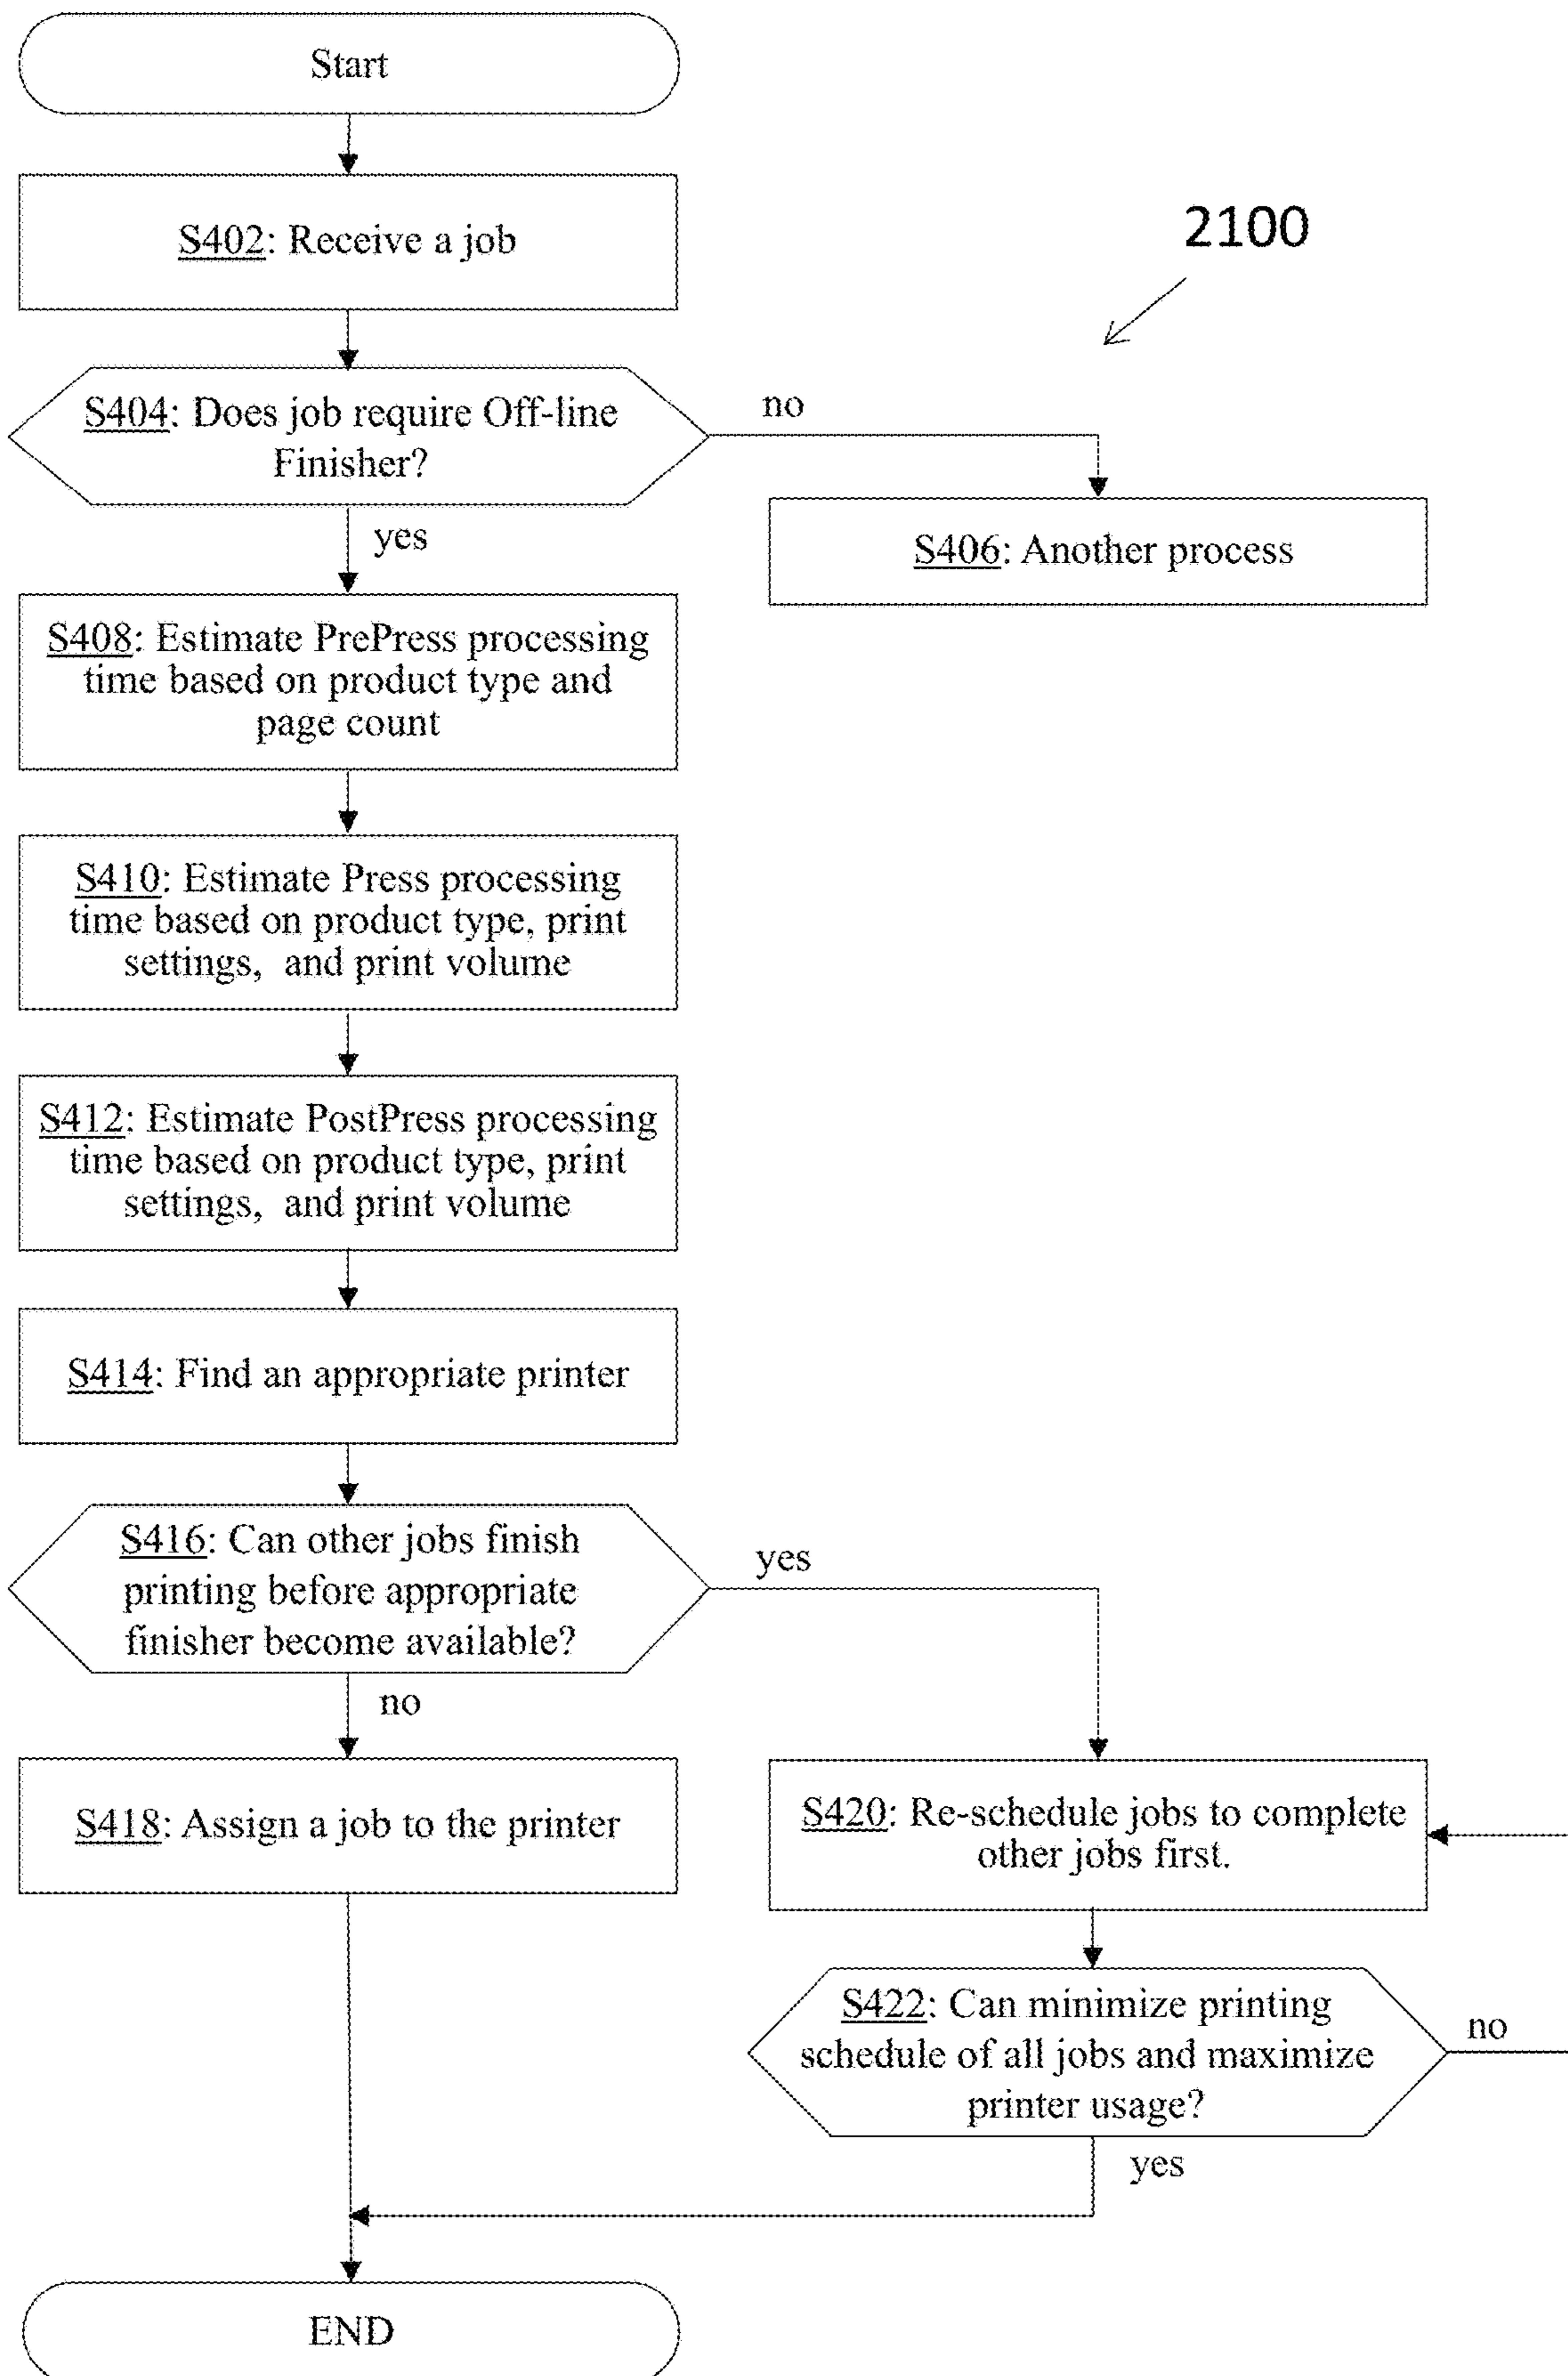 Start
S402: Receive a job
2100
S404: Does job require Off-line
Finisher?
no
yes
S406: Another process
S408: Estimate PrePress processing
time based on product type and
page count
S410: Estimate Press processing
time based on product type, print
settings, and print volume
S412: Estimate PostPress processing
time based on product type, print
settings, and print volume
S414: Find an appropriate printer
S416: Can other jobs finish
printing before appropriate
finisher become available?
yes
no
S418: Assign a job to the printer
S420: Re-schedule jobs to complete
other jobs first.
S422: Can minimize printing
schedule of all jobs and maximize
printer usage?
no
yes
END